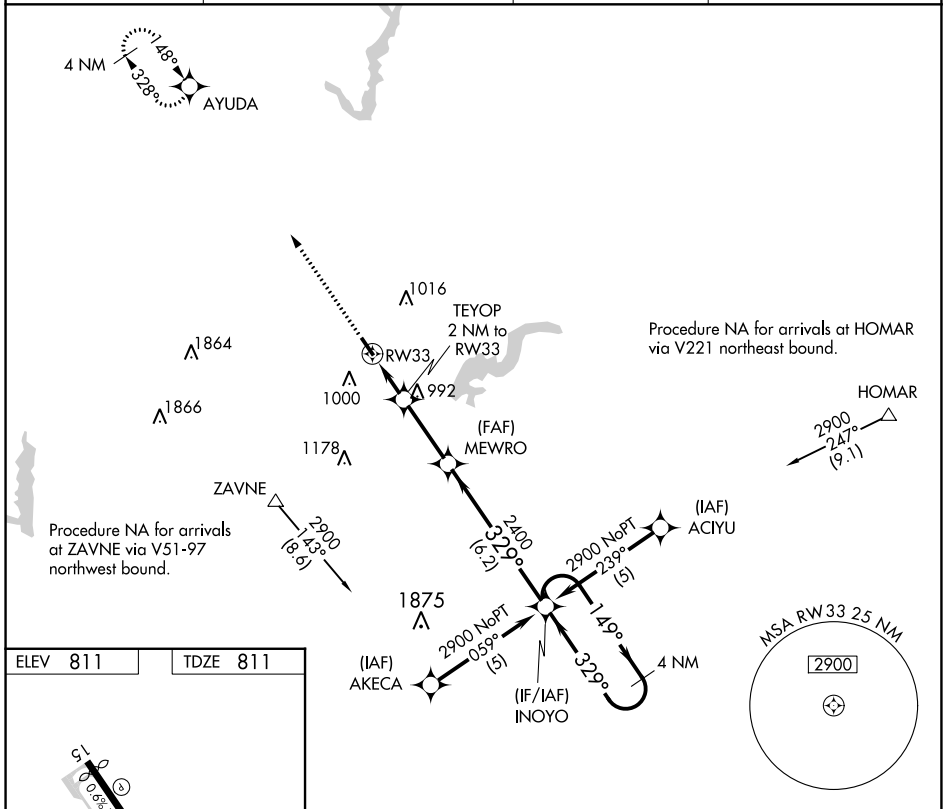 4 NM
148°
328°
AYUDA
1016
TEYOP
2 NM to
RW33
RW33
1864
1000
992
1866
1178
(FAF)
MEWRO
Procedure NA for arrivals at HOMAR
via V221 northeast bound.
HOMAR
2900
247°
(9.1)
ZAVNE
2900
143°
(8.6)
Procedure NA for arrivals
at ZAVNE via V51-97
northwest bound.
2400
329°
(6.2)
(IAF)
ACIYU
2900 NoPT
239°
(5)
1875
2900 NoPT
059°
(5)
(IAF)
AKECA
149°
329°
4 NM
(IF/IAF)
INOYO
MSA RW33 25 NM
2900
ELEV 811
TDZE 811
15
0.6%
P